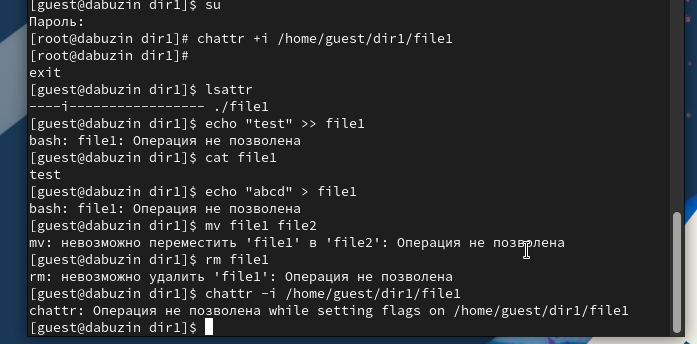 [guest@dabuzin dir1]$ su
Пароль:
[root@dabuzin dir1]# chattr +i /home/guest/dir1/file1
[root@dabuzin dir1]#
exit
[guest@dabuzin dir1]$ lsattr
----i----------------- ./file1
[guest@dabuzin dir1]$ echo "test" >> file1
bash: file1: Операция не позволена
[guest@dabuzin dir1]$ cat file1
test
[guest@dabuzin dir1]$ echo "abcd" > file1
bash: file1: Операция не позволена
[guest@dabuzin dir1]$ mv file1 file2
mv: невозможно переместить 'file1' в 'file2': Операция не позволена
[guest@dabuzin dir1]$ rm file1
rm: невозможно удалить 'file1': Операция не позволена
[guest@dabuzin dir1]$ chattr -i /home/guest/dir1/file1
chattr: Операция не позволена while setting flags on /home/guest/dir1/file1
[guest@dabuzin dir1]$